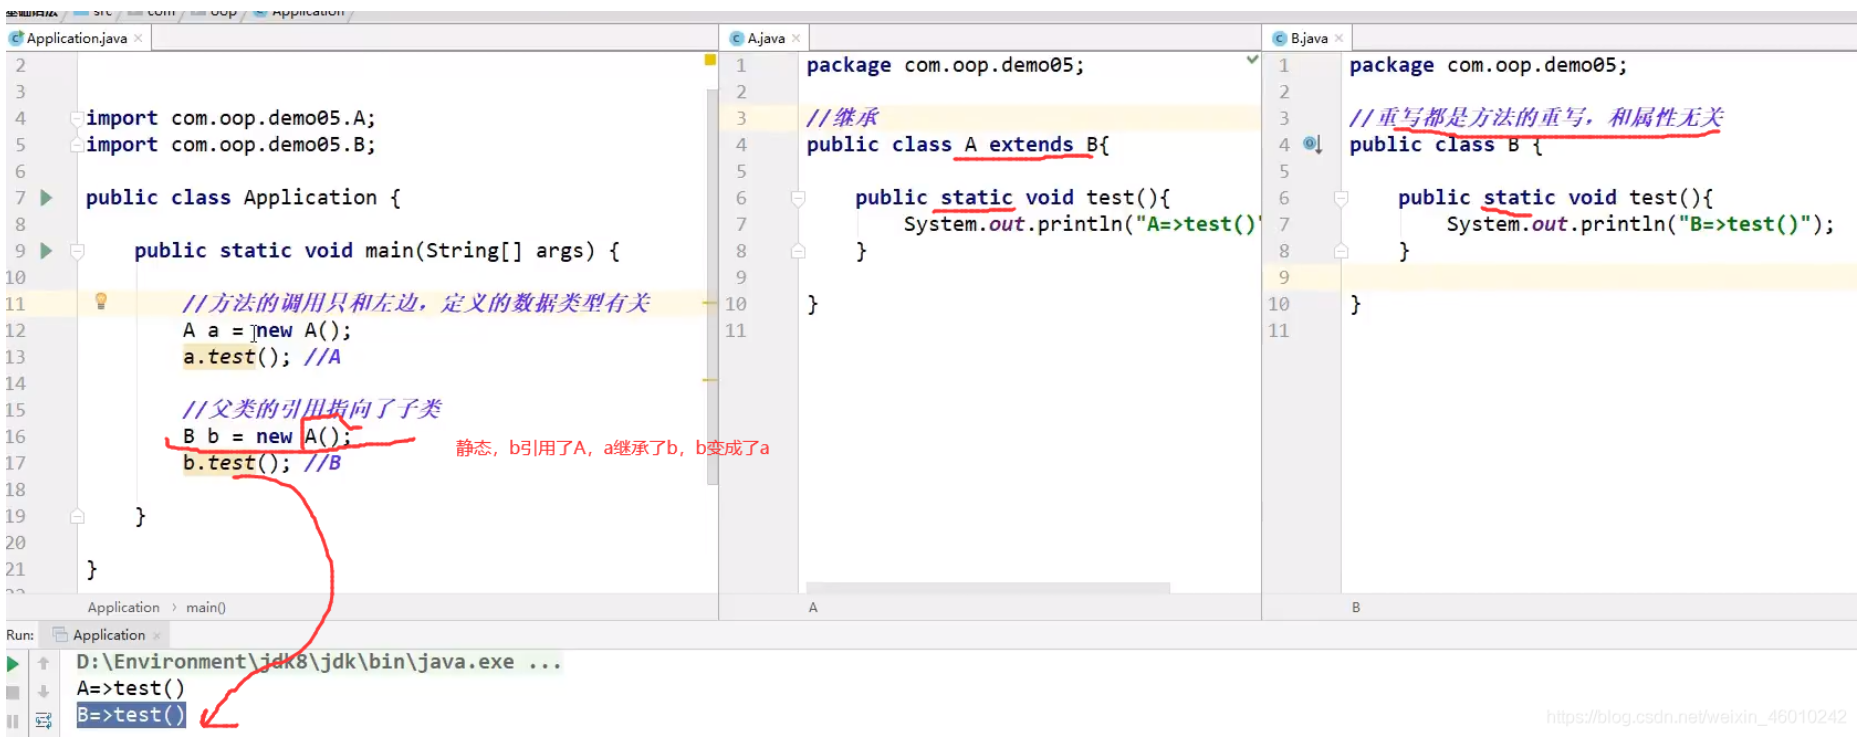 src com oop Application
Application.java
2
3
4 import com.oop.demo05.A;
5 import com.oop.demo05.B;
6
7 public class Application {
8
9 public static void main(String[] args) {
10
11 //方法的调用只和左边，定义的数据类型有关
12 A a = new A();
13 a.test(); //A
14
15 //父类的引用指向了子类
16 B b = new A();
17 b.test(); //B
18
19 }
20
21 }
静态，b引用了A，a继承了b，b变成了a
Application > main()
A.java
1 package com.oop.demo05;
2
3 //继承
4 public class A extends B{
5
6 public static void test(){
7 System.out.println("A=>test()"
8 }
9
10 }
11
A
B.java
1 package com.oop.demo05;
2
3 //重写都是方法的重写，和属性无关
4 public class B {
5
6 public static void test(){
7 System.out.println("B=>test()");
8 }
9
10 }
11
B
Run: Application
D:\Environment\jdk8\jdk\bin\java.exe ...
A=>test()
B=>test()
https://blog.csdn.net/weixin_46010242